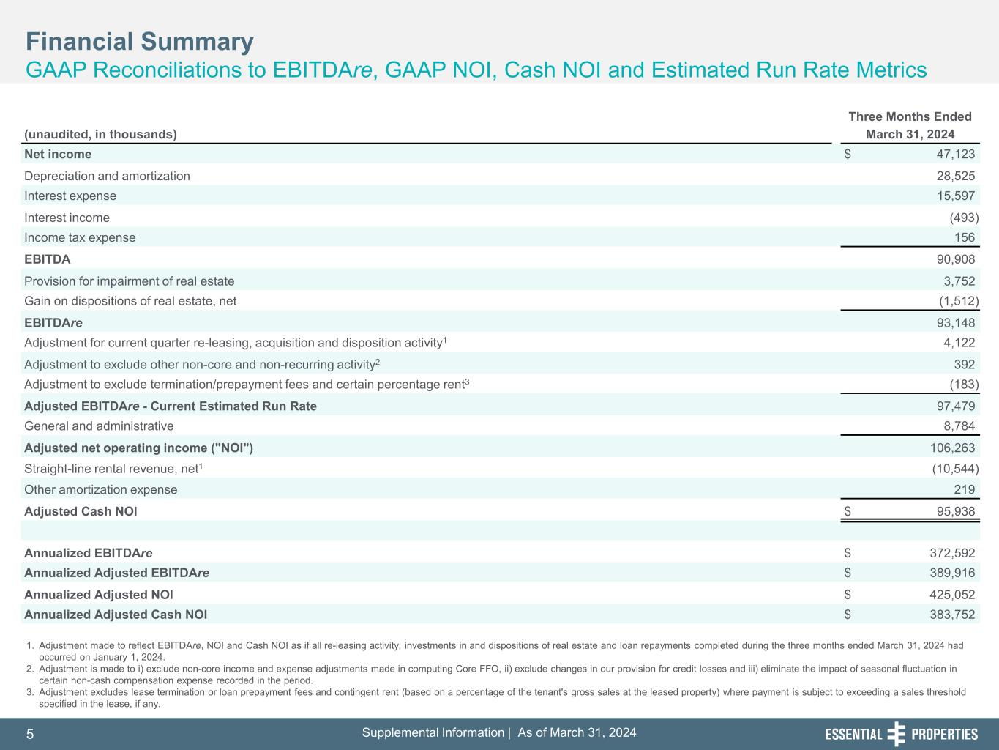 Financial Summary
GAAP Reconciliations to EBITDAre, GAAP NOI, Cash NOI and Estimated Run Rate Metrics
Three Months Ended
(unaudited, in thousands) March 31, 2024
Net income $ 47,123
Depreciation and amortization 28,525
Interest expense 15,597
Interest income (493)
Income tax expense 156
EBITDA 90,908
Provision for impairment of real estate 3,752
Gain on dispositions of real estate, net (1,512)
EBITDAre 93,148
Adjustment for current quarter re-leasing, acquisition and disposition activity1 4,122
Adjustment to exclude other non-core and non-recurring activity2 392
Adjustment to exclude termination/prepayment fees and certain percentage rent3 (183)
Adjusted EBITDAre - Current Estimated Run Rate 97,479
General and administrative 8,784
Adjusted net operating income ("NOI") 106,263
Straight-line rental revenue, net1 (10,544)
Other amortization expense 219
Adjusted Cash NOI $ 95,938
Annualized EBITDAre $ 372,592
Annualized Adjusted EBITDAre $ 389,916
Annualized Adjusted NOI $ 425,052
Annualized Adjusted Cash NOI $ 383,752
1. Adjustment made to reflect EBITDAre, NOI and Cash NOI as if all re-leasing activity, investments in and dispositions of real estate and loan repayments completed during the three months ended March 31, 2024 had
occurred on January 1, 2024.
2. Adjustment is made to i) exclude non-core income and expense adjustments made in computing Core FFO, ii) exclude changes in our provision for credit losses and iii) eliminate the impact of seasonal fluctuation in
certain non-cash compensation expense recorded in the period.
3. Adjustment excludes lease termination or loan prepayment fees and contingent rent (based on a percentage of the tenant's gross sales at the leased property) where payment is subject to exceeding a sales threshold
specified in the lease, if any.
5 Supplemental Information | As of March 31, 2024 ESSENTIAL PROPERTIES